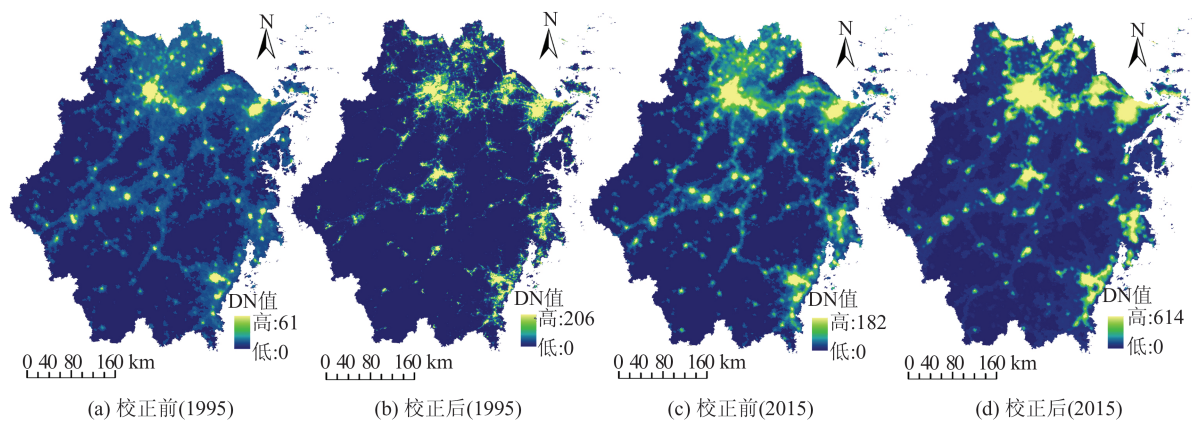 N
DN值
高:61
低:0
0 40 80 160 km
(a) 校正前(1995)
N
DN值
高:206
低:0
0 40 80 160 km
(b) 校正后(1995)
N
DN值
高:182
低:0
0 40 80 160 km
(c) 校正前(2015)
N
DN值
高:614
低:0
0 40 80 160 km
(d) 校正后(2015)